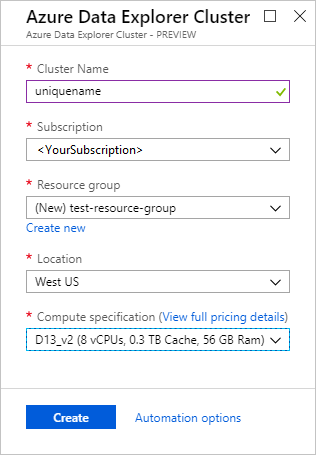 Azure Data Explorer Cluster
Azure Data Explorer Cluster - PREVIEW
* Cluster Name
uniquename
* Subscription
<YourSubscription>
* Resource group
(New) test-resource-group
Create new
* Location
West US
* Compute specification (View full pricing details)
D13_v2 (8 vCPUs, 0.3 TB Cache, 56 GB Ram)
Create Automation options